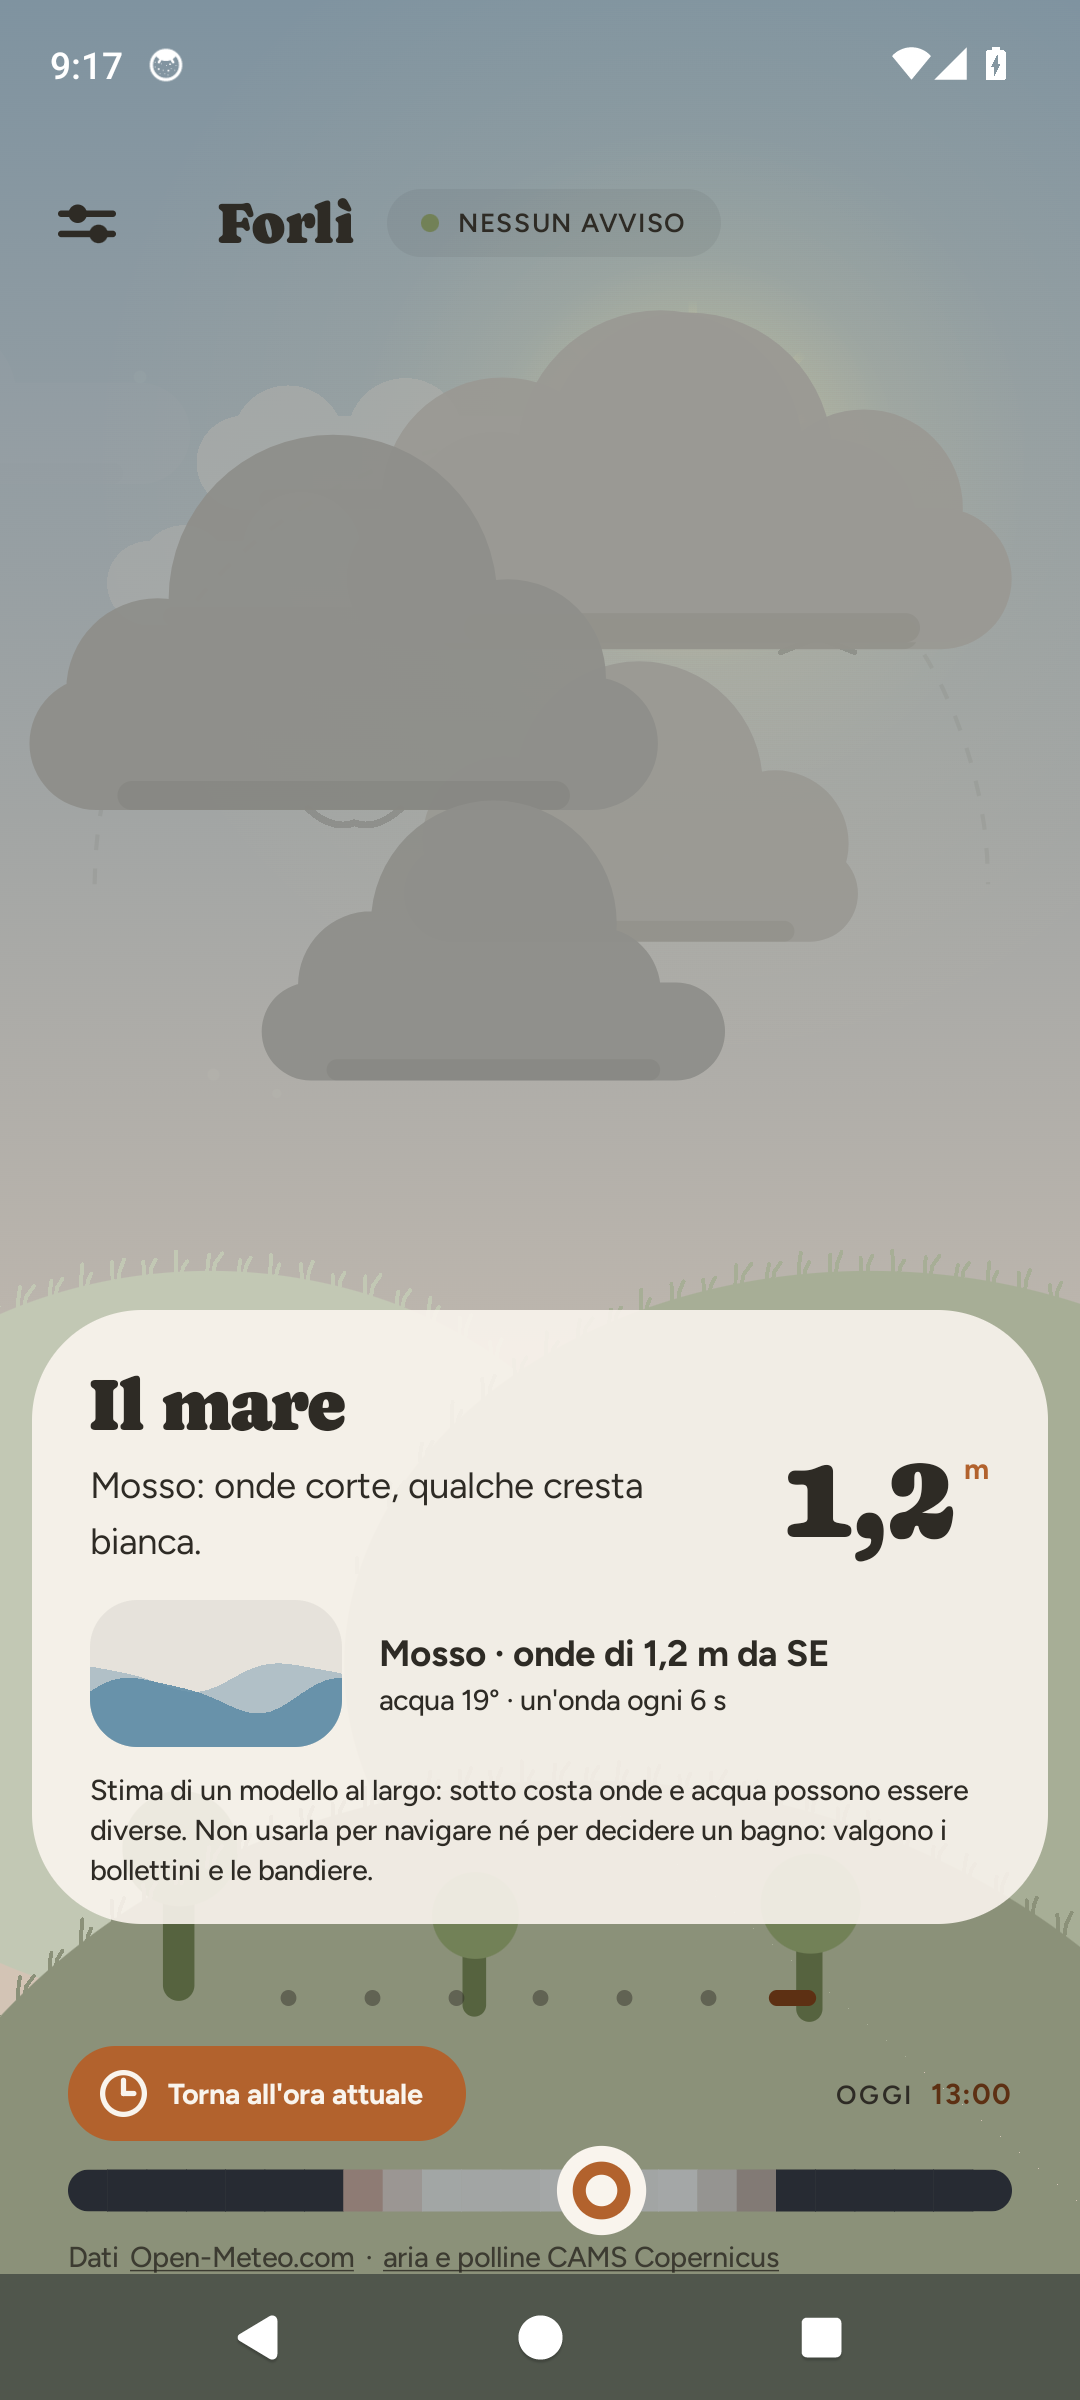 9:17
Forlì
NESSUN AVVISO
Il mare
Mosso: onde corte, qualche cresta
bianca.
1,2 m
Mosso · onde di 1,2 m da SE
acqua 19° · un'onda ogni 6 s
Stima di un modello al largo: sotto costa onde e acqua possono essere
diverse. Non usarla per navigare né per decidere un bagno: valgono i
bollettini e le bandiere.
Torna all'ora attuale
OGGI 13:00
Dati Open-Meteo.com · aria e polline CAMS Copernicus